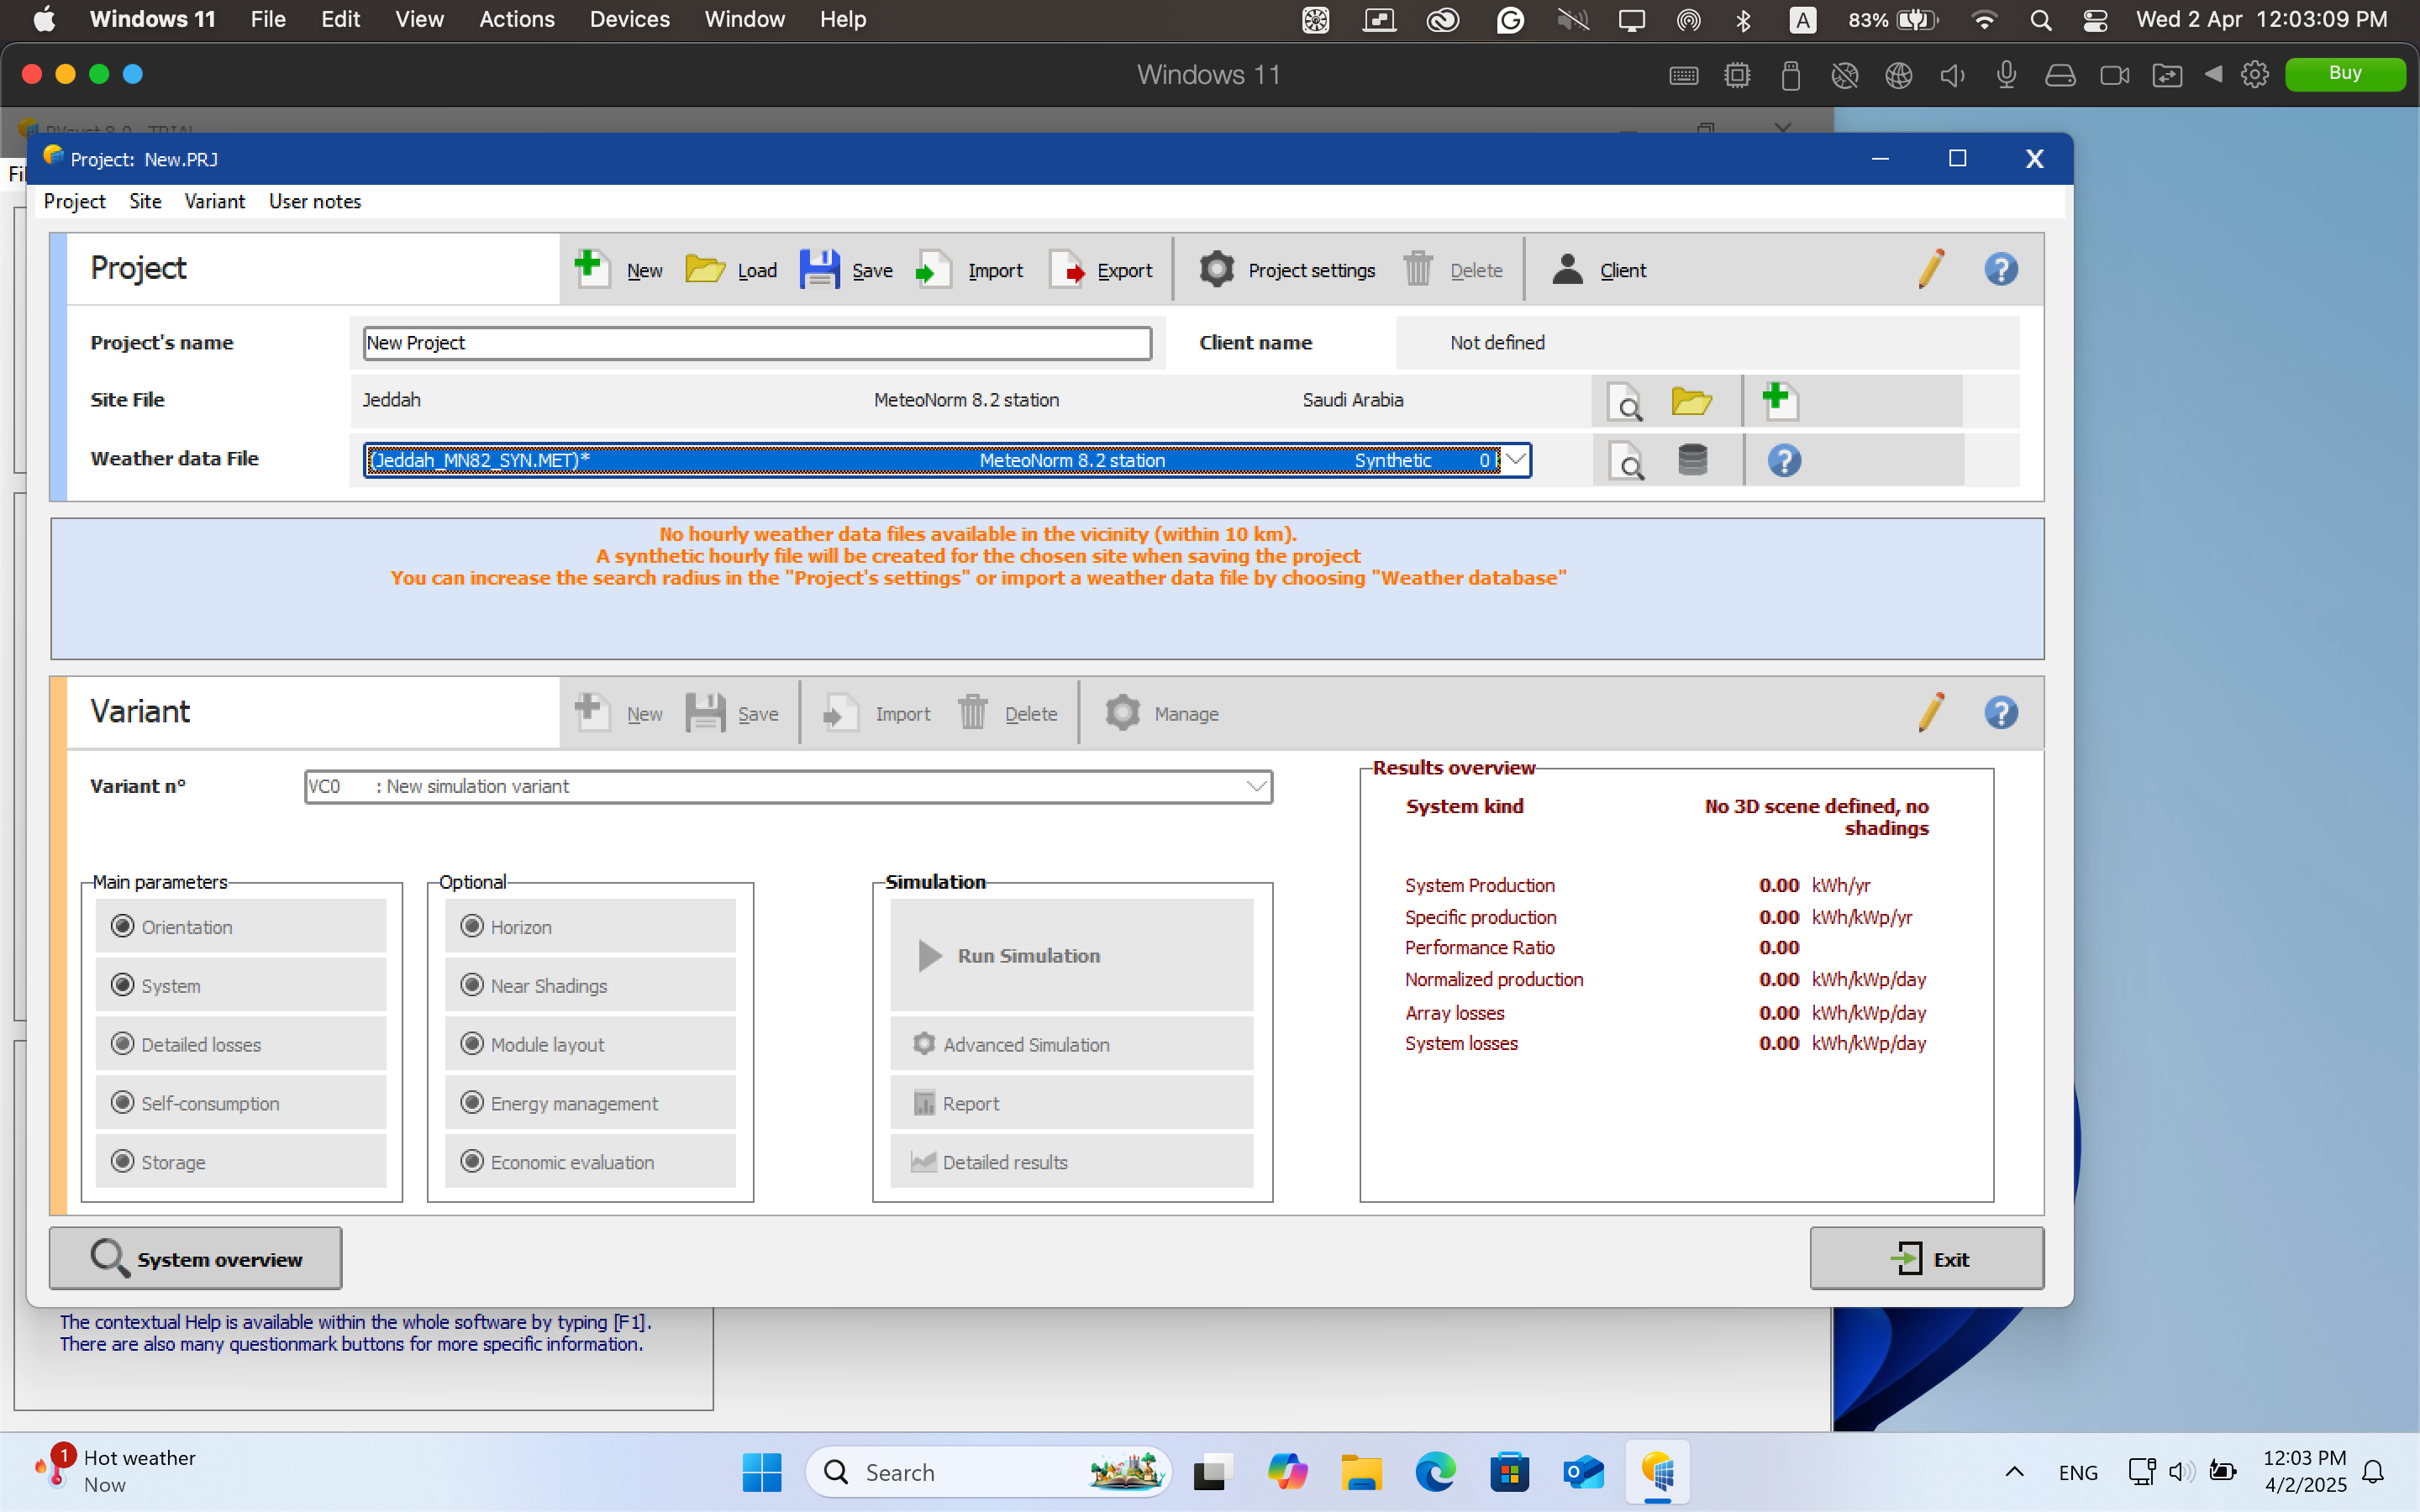 Windows 11 File Edit View Actions Devices Window Help A 83% Wed 2 Apr 12:03:09 PM
Windows 11 Buy
Project: New.PRJ
Project Site Variant User notes
Project New Load Save Import Export Project settings Delete Client
Project's name New Project Client name Not defined
Site File Jeddah MeteoNorm 8.2 station Saudi Arabia
Weather data File (Jeddah_MN82_SYN.MET)* MeteoNorm 8.2 station Synthetic 0
No hourly weather data files available in the vicinity (within 10 km).
A synthetic hourly file will be created for the chosen site when saving the project
You can increase the search radius in the "Project's settings" or import a weather data file by choosing "Weather database"
Variant New Save Import Delete Manage
Variant n° VC0 : New simulation variant
Results overview
System kind No 3D scene defined, no
shadings
System Production 0.00 kWh/yr
Specific production 0.00 kWh/kWp/yr
Performance Ratio 0.00
Normalized production 0.00 kWh/kWp/day
Array losses 0.00 kWh/kWp/day
System losses 0.00 kWh/kWp/day
Main parameters
Orientation
System
Detailed losses
Self-consumption
Storage
Optional
Horizon
Near Shadings
Module layout
Energy management
Economic evaluation
Simulation
Run Simulation
Advanced Simulation
Report
Detailed results
System overview
Exit
The contextual Help is available within the whole software by typing [F1].
There are also many questionmark buttons for more specific information.
1 Hot weather
Now
Search
ENG
12:03 PM
4/2/2025